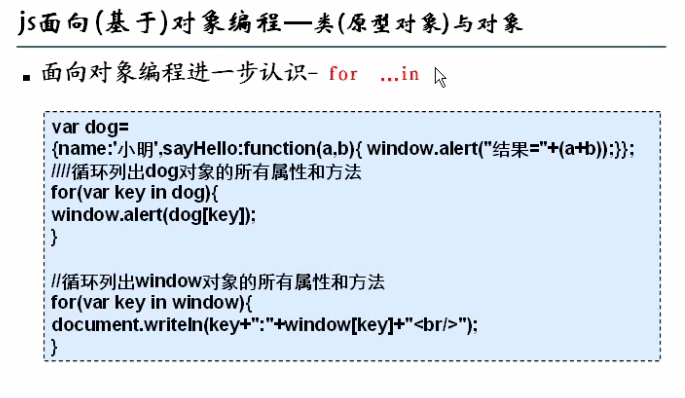 js面向(基于)对象编程—类(原型对象)与对象
面向对象编程进一步认识- for ...in
var dog=
{name:'小明',sayHello:function(a,b){ window.alert("结果="+(a+b));}};
////循环列出dog对象的所有属性和方法
for(var key in dog){
window.alert(dog[key]);
}
//循环列出window对象的所有属性和方法
for(var key in window){
document.writeln(key+":"+window[key]+"<br/>");
}